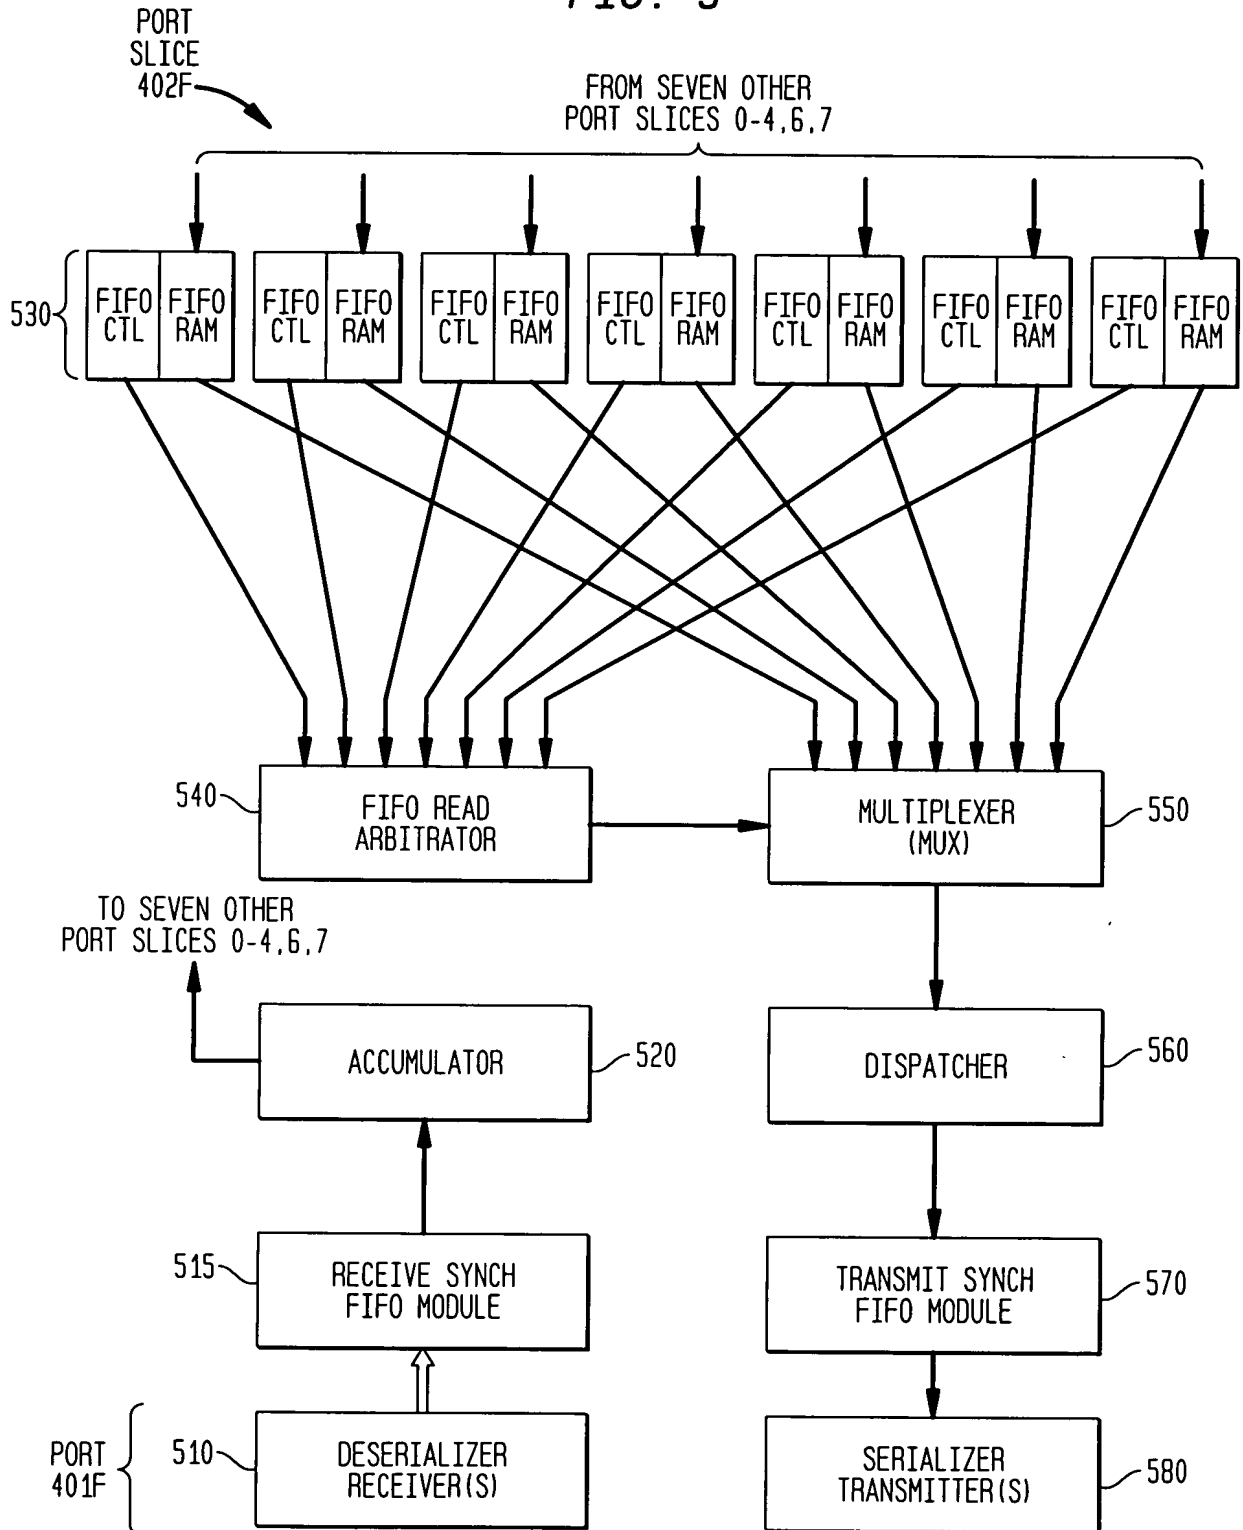 FIG. 5
PORT
SLICE
402F
FROM SEVEN OTHER
PORT SLICES 0-4,6,7
530
FIFO CTL
FIFO RAM
FIFO CTL
FIFO RAM
FIFO CTL
FIFO RAM
FIFO CTL
FIFO RAM
FIFO CTL
FIFO RAM
FIFO CTL
FIFO RAM
FIFO CTL
FIFO RAM
540
FIFO READ
ARBITRATOR
MULTIPLEXER
(MUX)
550
TO SEVEN OTHER
PORT SLICES 0-4,6,7
ACCUMULATOR
520
DISPATCHER
560
515
RECEIVE SYNCH
FIFO MODULE
TRANSMIT SYNCH
FIFO MODULE
570
PORT
401F
510
DESERIALIZER
RECEIVER(S)
SERIALIZER
TRANSMITTER(S)
580